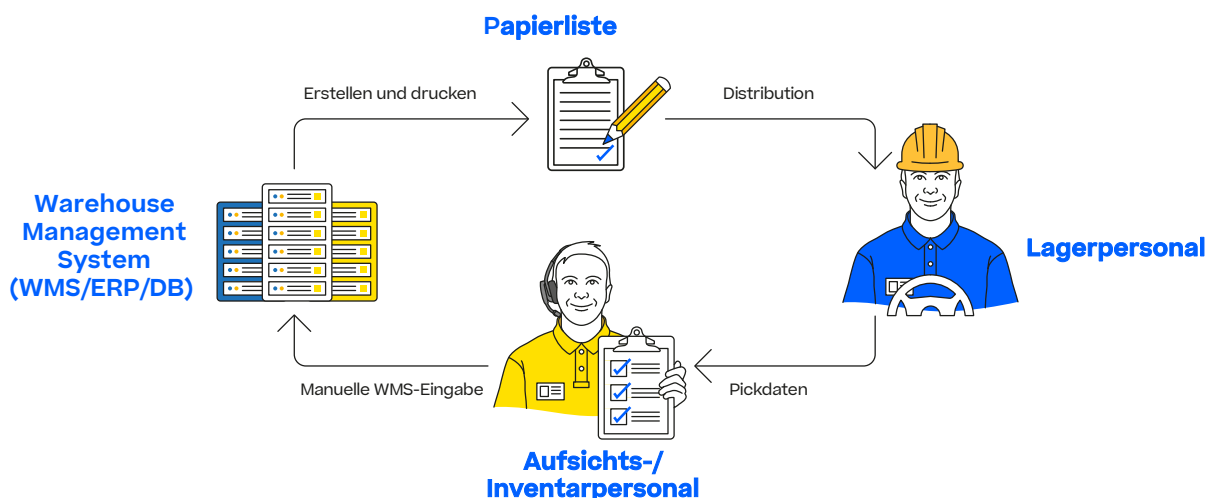 Papierliste
Erstellen und drucken
Distribution
Warehouse
Management
System
(WMS/ERP/DB)
Lagerpersonal
Manuelle WMS-Eingabe
Pickdaten
Aufsichts-/
Inventarpersonal